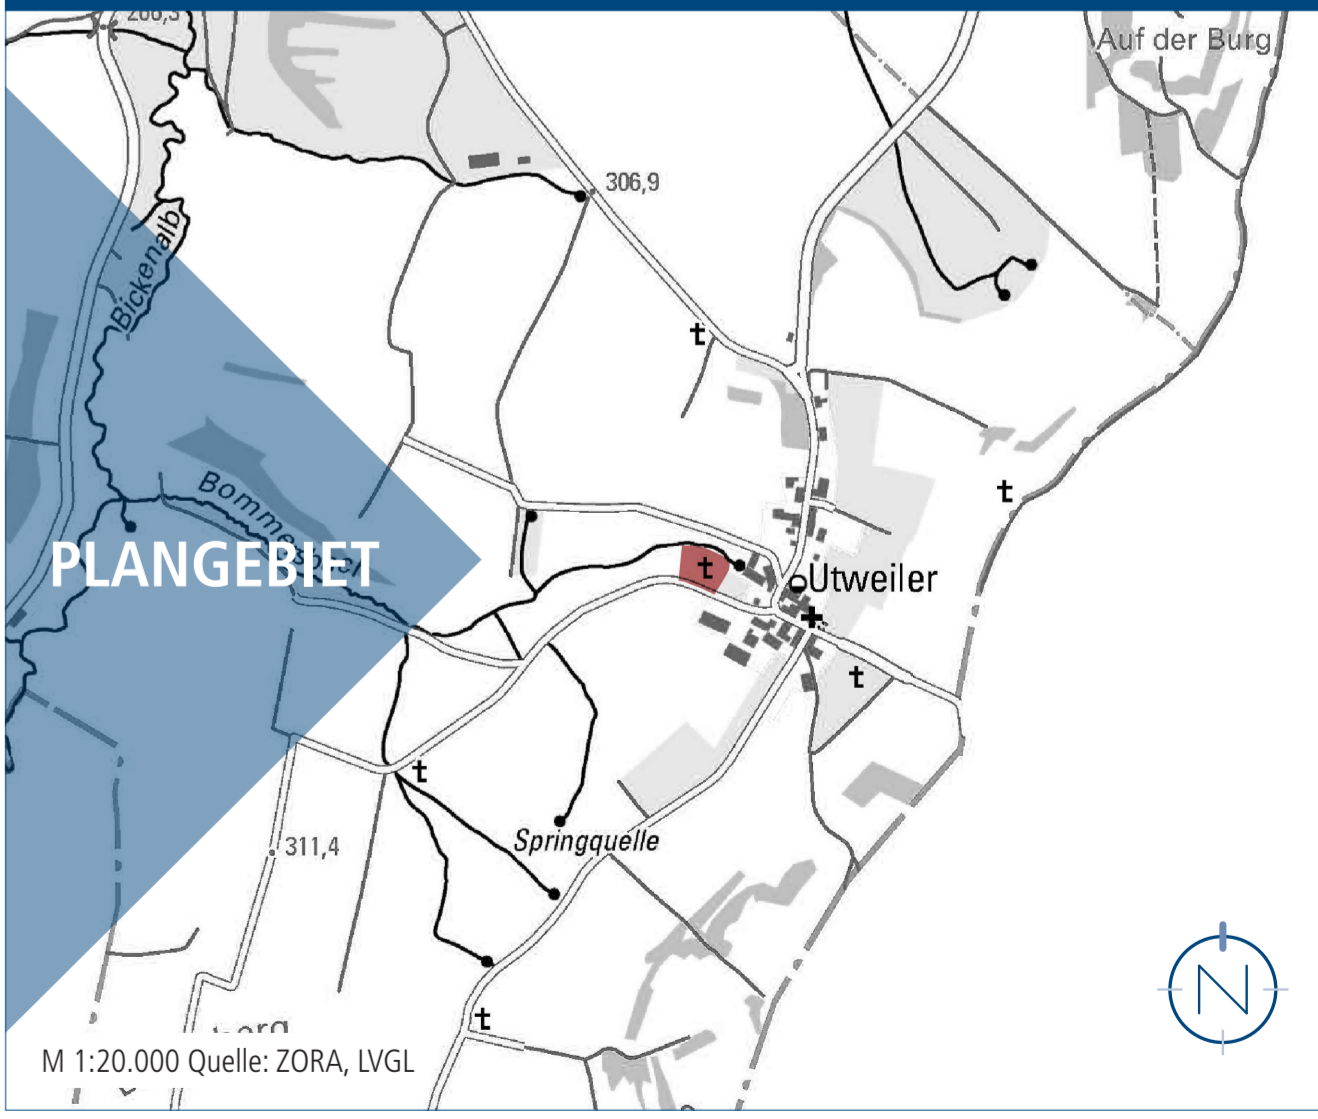 Auf der Burg
306,9
Bickenalb
PLANGEBIET
Utweiler
Springquelle
311,4
N
M 1:20.000 Quelle: ZORA, LVGL